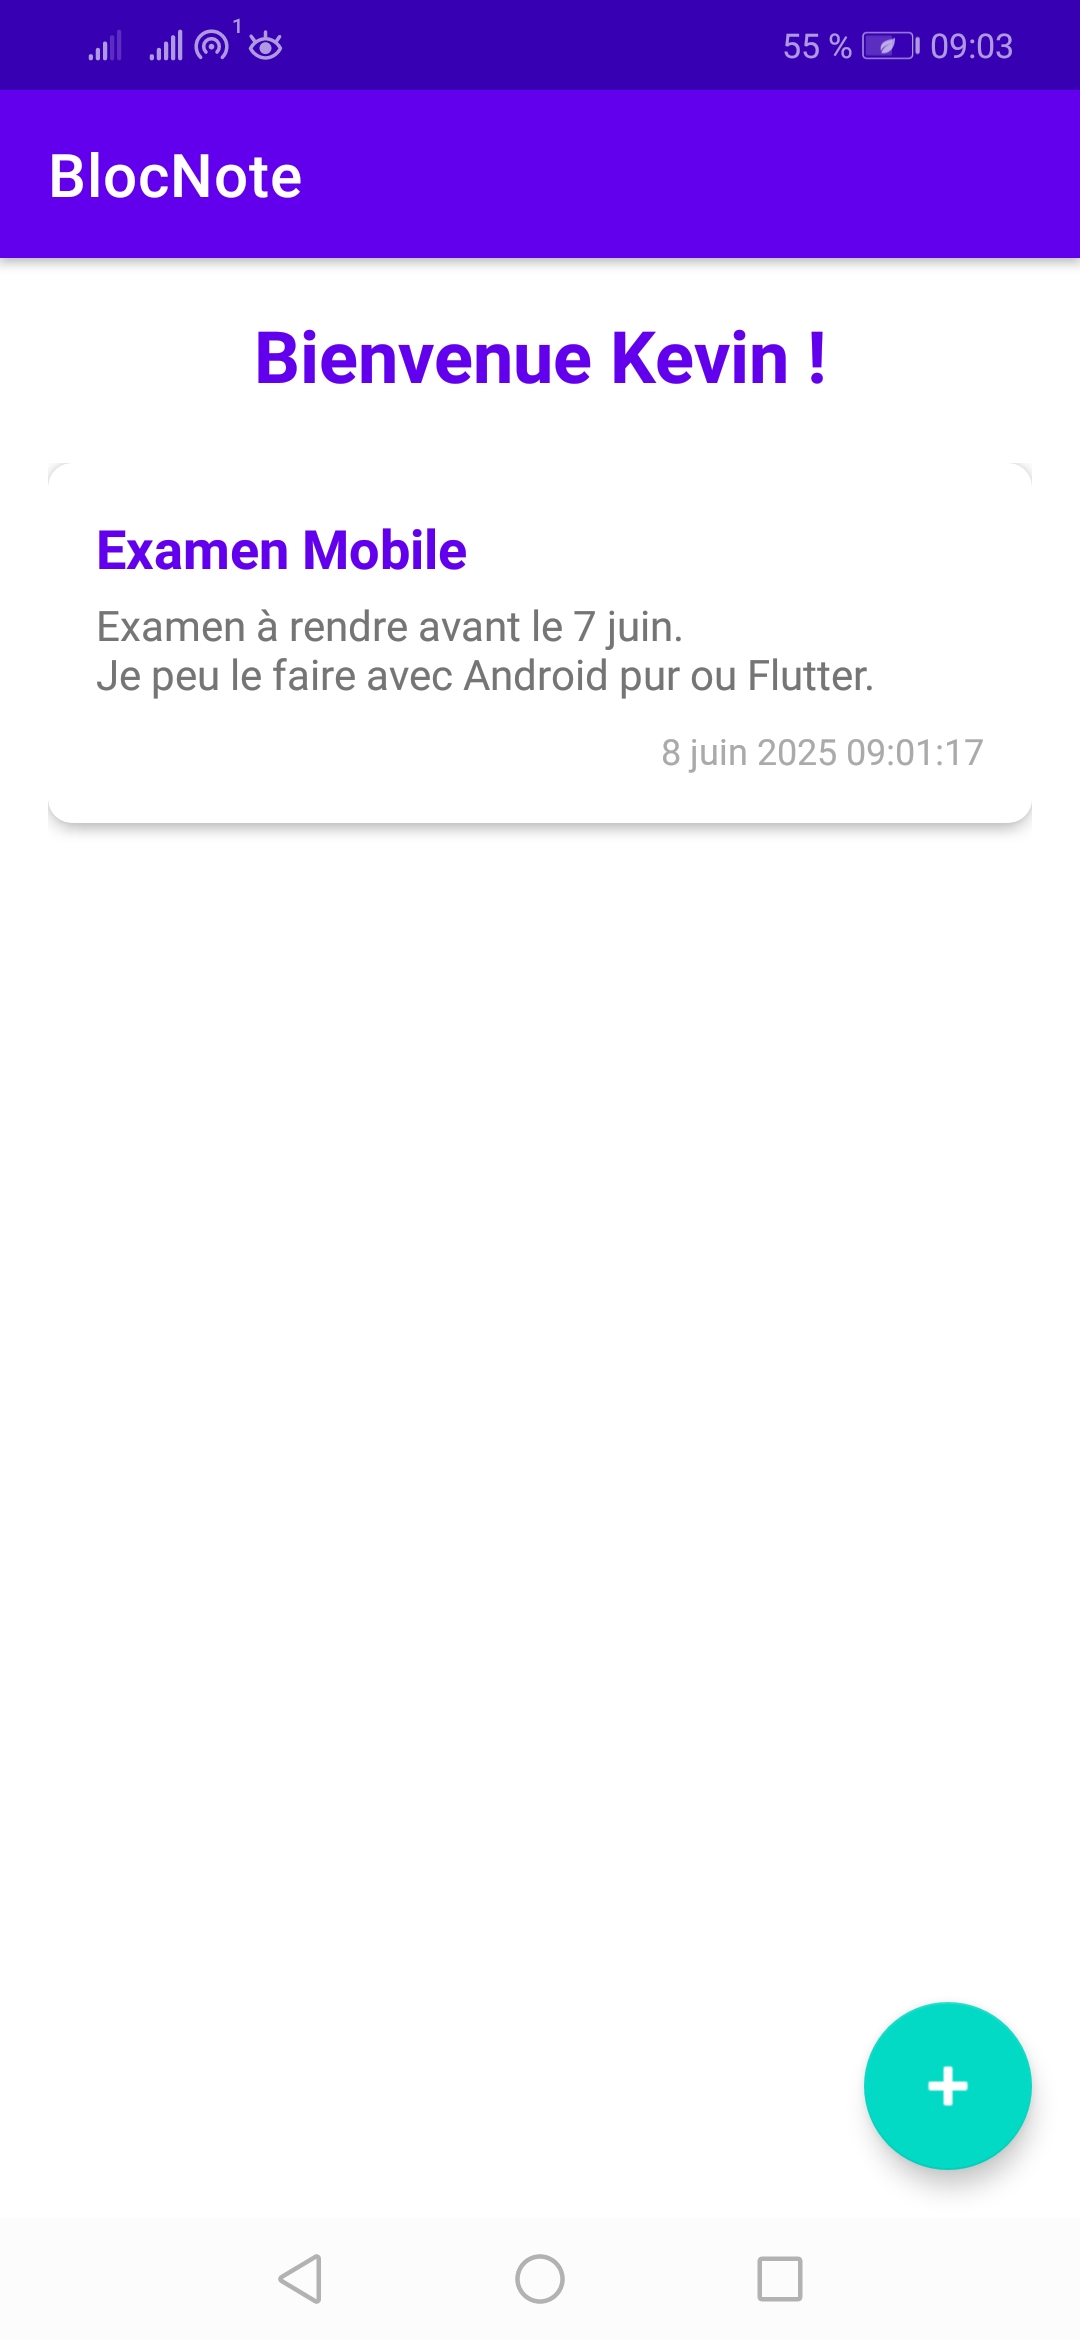 1
55 % 09:03
BlocNote
Bienvenue Kevin !
Examen Mobile
Examen à rendre avant le 7 juin.
Je peu le faire avec Android pur ou Flutter.
8 juin 2025 09:01:17